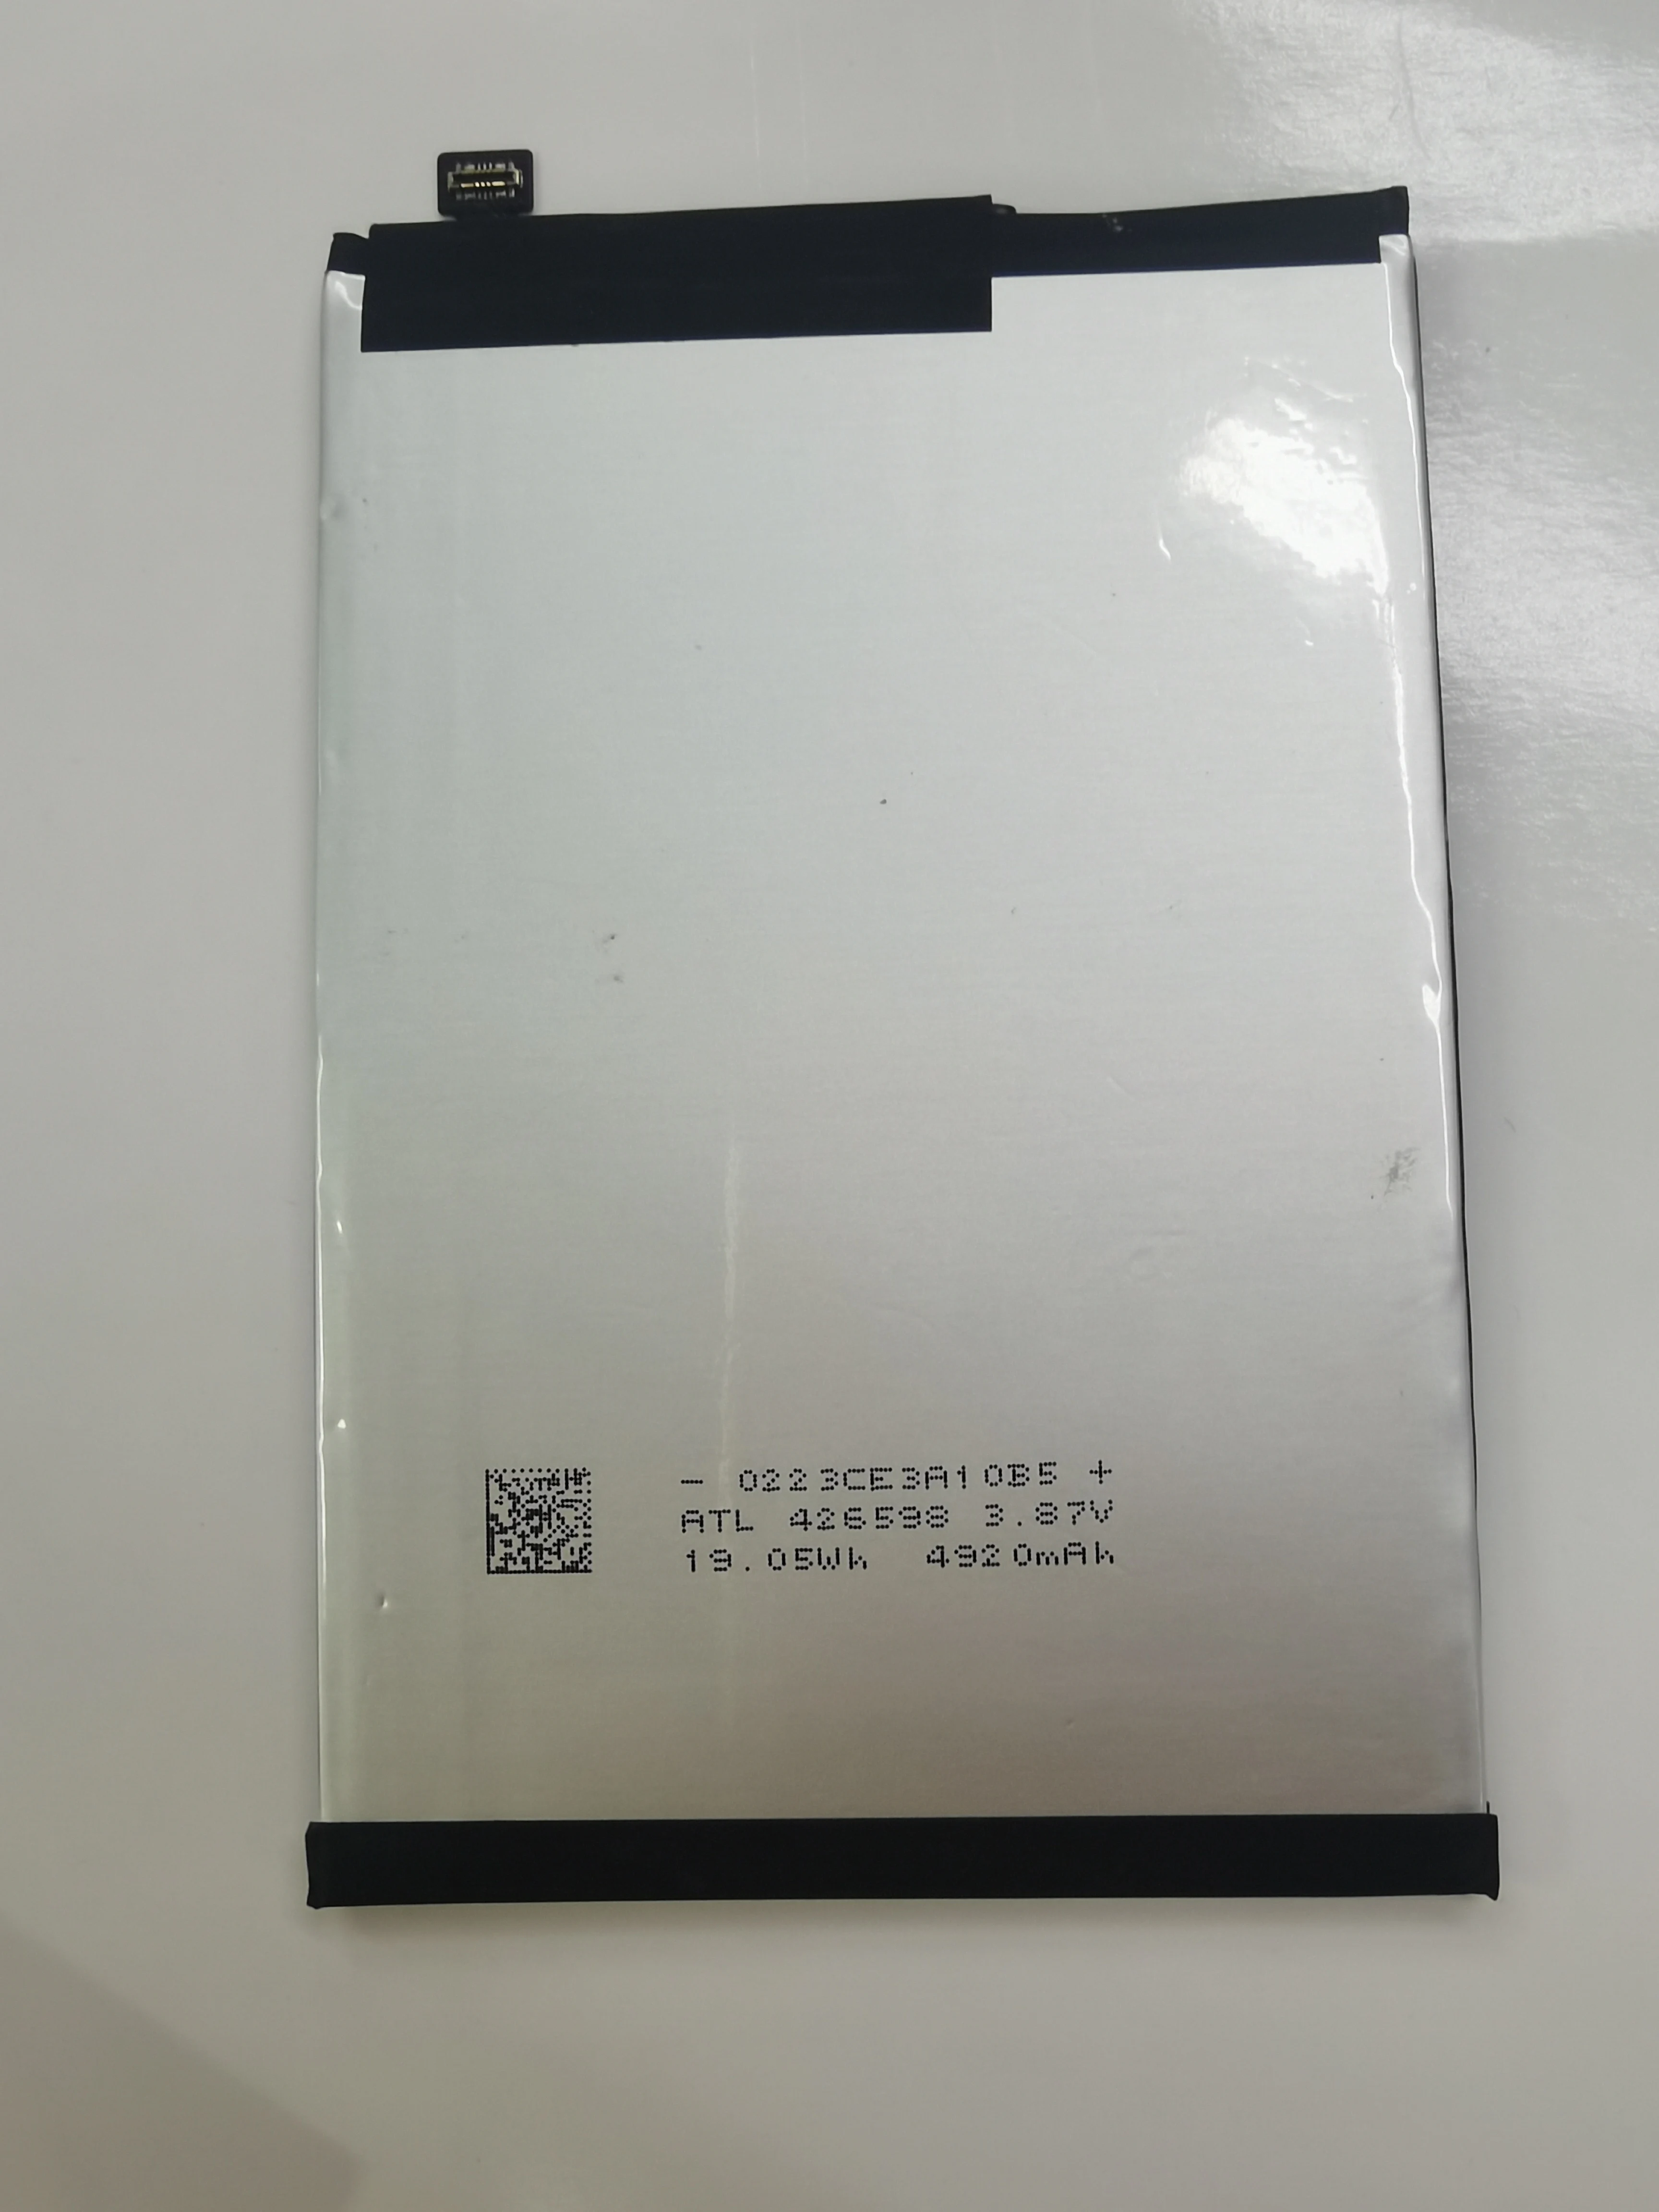 - 0223CE3A10B5 +
ATL 426598 3.87V
19.05Wh 4920mAh